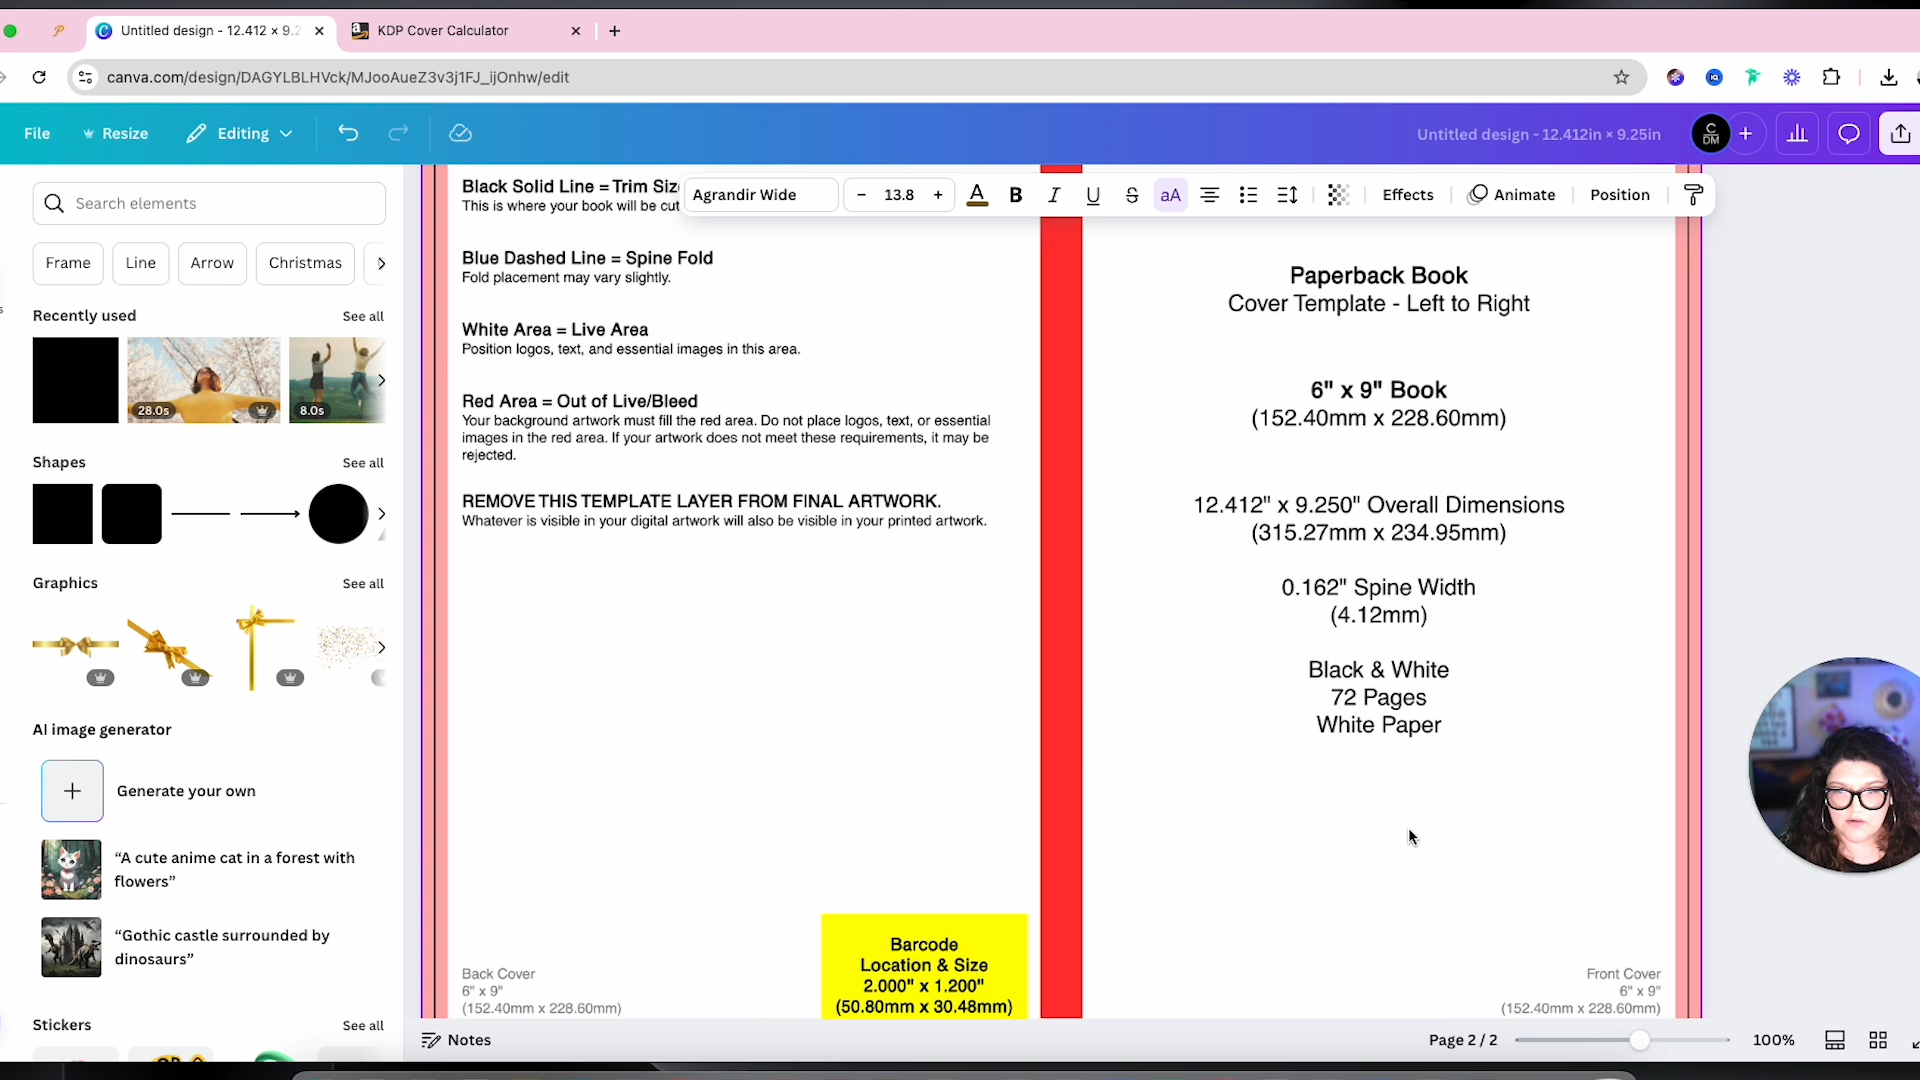 Untitled design - 12.412 × 9.2
KDP Cover Calculator
canva.com/design/DAGYLBLHVck/MJooAueZ3v3j1FJ_ijOnhw/edit
File
Resize
Editing
Untitled design - 12.412in × 9.25in
C
DM
Search elements
Agrandir Wide
13.8
A
B
I
U
S
aA
Effects
Animate
Position
Frame
Line
Arrow
Christmas
Recently used
See all
28.0s
8.0s
Shapes
See all
Graphics
See all
AI image generator
Generate your own
“A cute anime cat in a forest with
flowers”
“Gothic castle surrounded by
dinosaurs”
Stickers
See all
Black Solid Line = Trim Size
This is where your book will be cut
Blue Dashed Line = Spine Fold
Fold placement may vary slightly.
White Area = Live Area
Position logos, text, and essential images in this area.
Red Area = Out of Live/Bleed
Your background artwork must fill the red area. Do not place logos, text, or essential
images in the red area. If your artwork does not meet these requirements, it may be
rejected.
REMOVE THIS TEMPLATE LAYER FROM FINAL ARTWORK.
Whatever is visible in your digital artwork will also be visible in your printed artwork.
Back Cover
6" x 9"
(152.40mm x 228.60mm)
Barcode
Location & Size
2.000" x 1.200"
(50.80mm x 30.48mm)
Paperback Book
Cover Template - Left to Right
6" x 9" Book
(152.40mm x 228.60mm)
12.412" x 9.250" Overall Dimensions
(315.27mm x 234.95mm)
0.162" Spine Width
(4.12mm)
Black & White
72 Pages
White Paper
Front Cover
6" x 9"
(152.40mm x 228.60mm)
Notes
Page 2 / 2
100%